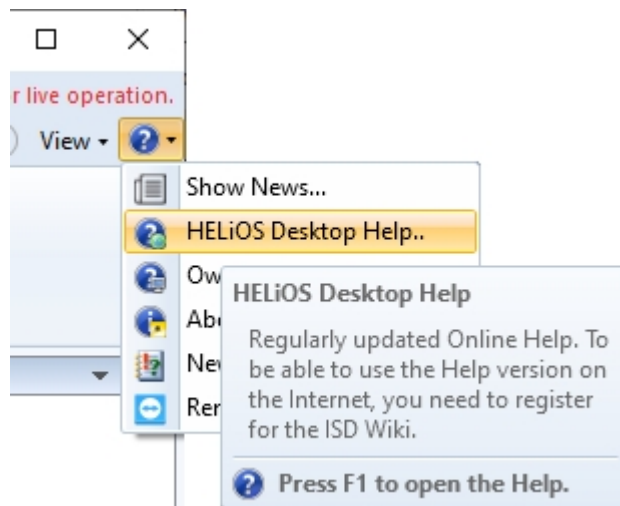 r live operation.
View
Show News...
HELiOS Desktop Help..
Ow
HELiOS Desktop Help
Ab
Regularly updated Online Help. To
Ne
be able to use the Help version on
the Internet, you need to register
Rer
for the ISD Wiki.
Press F1 to open the Help.